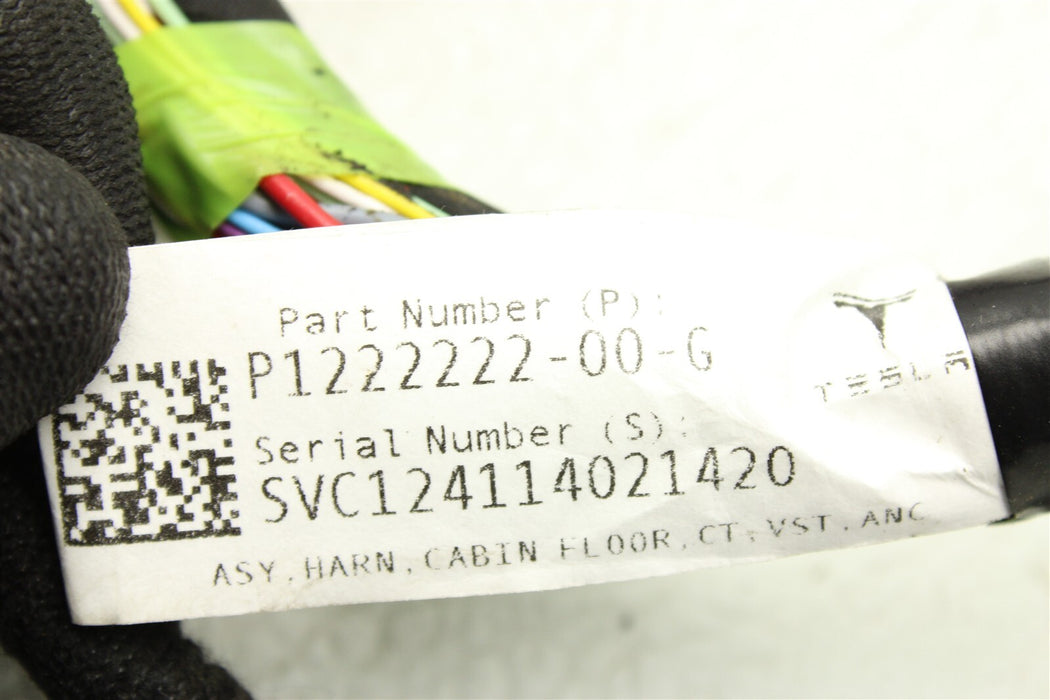 Part Number (P):
P1222222-00-G
TESLA
Serial Number (S):
SVC124114021420
ASY,HARN,CABIN FLOOR,CT,VST,ANC